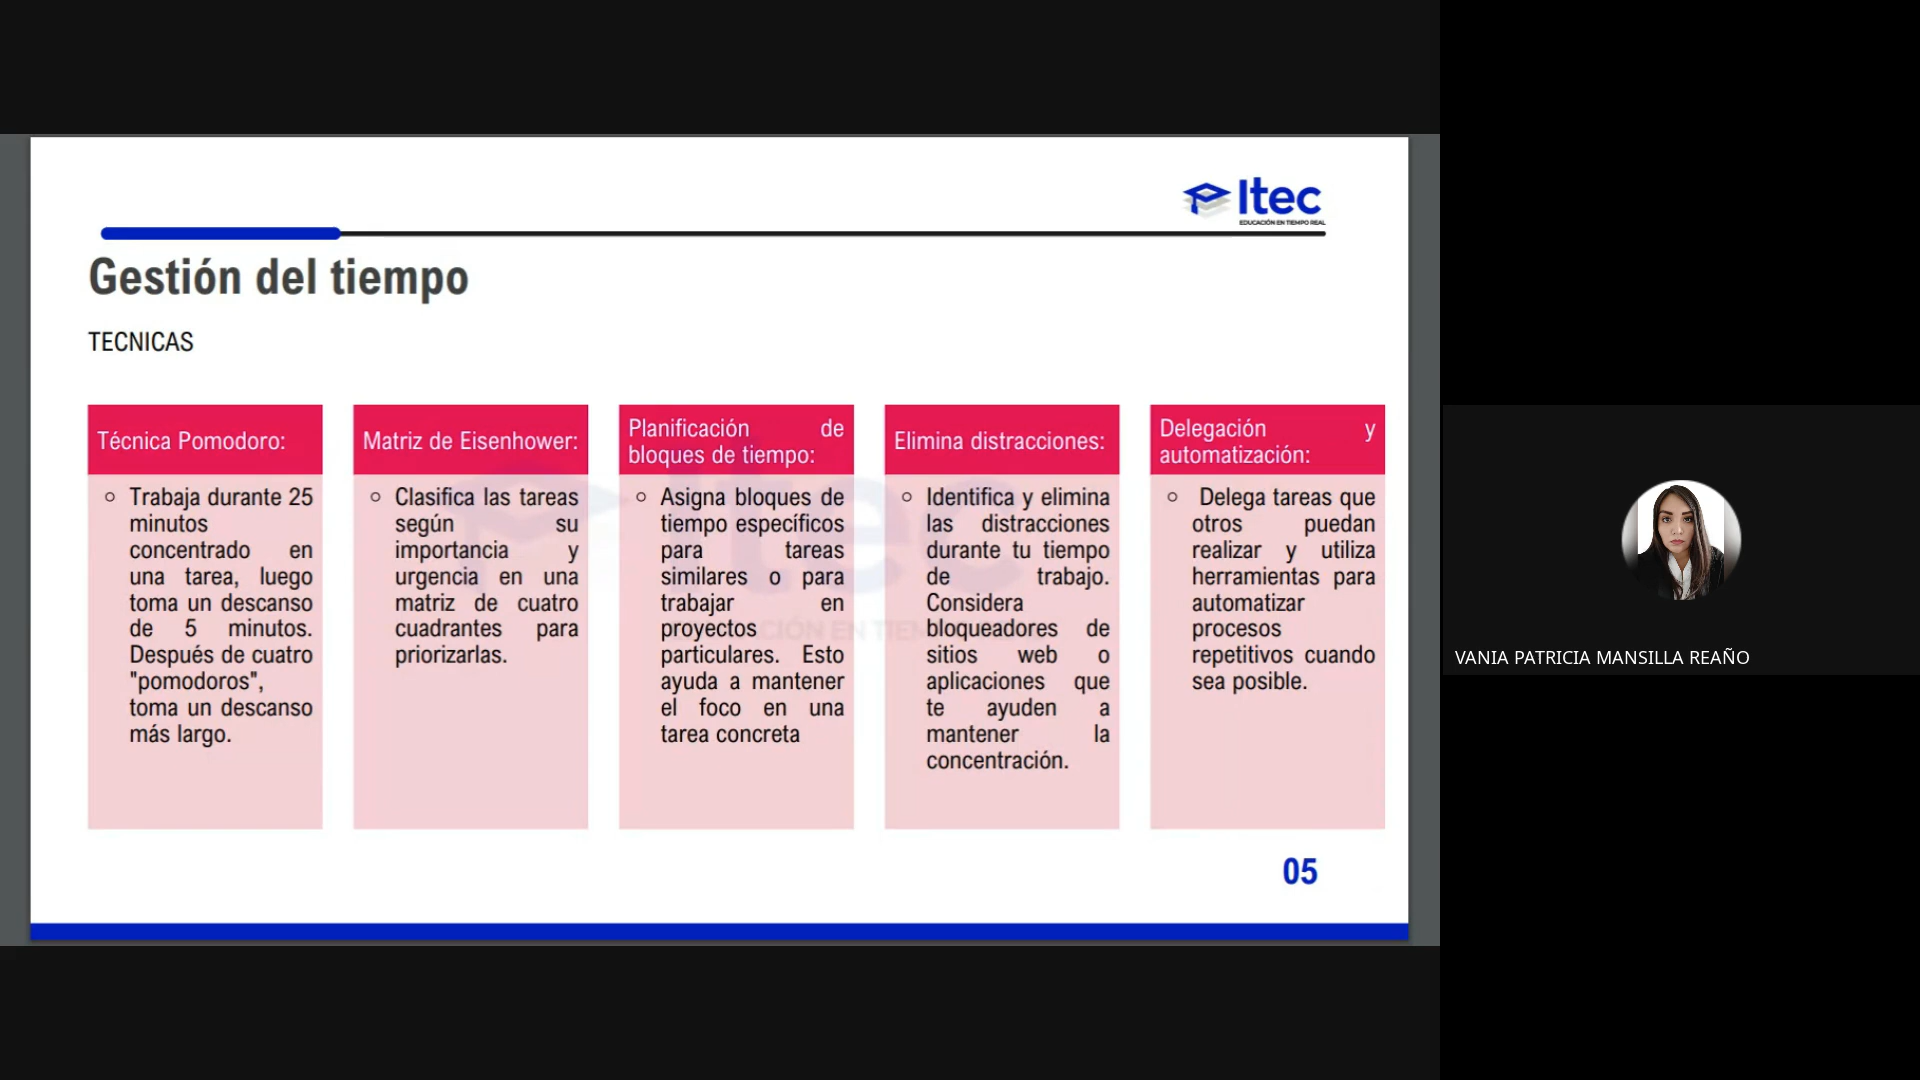 Itec
EDUCACIÓN EN TIEMPO REAL
Gestión del tiempo
TECNICAS
Técnica Pomodoro:
Trabaja durante 25
minutos
concentrado en
una tarea, luego
toma un descanso
de 5 minutos.
Después de cuatro
"pomodoros",
toma un descanso
más largo.
Matriz de Eisenhower:
Clasifica las tareas
según su
importancia y
urgencia en una
matriz de cuatro
cuadrantes para
priorizarlas.
Planificación de
bloques de tiempo:
Asigna bloques de
tiempo específicos
para tareas
similares o para
trabajar en
proyectos
particulares. Esto
ayuda a mantener
el foco en una
tarea concreta
Elimina distracciones:
Identifica y elimina
las distracciones
durante tu tiempo
de trabajo.
Considera
bloqueadores de
sitios web o
aplicaciones que
te ayuden a
mantener la
concentración.
Delegación y
automatización:
Delega tareas que
otros puedan
realizar y utiliza
herramientas para
automatizar
procesos
repetitivos cuando
sea posible.
05
VANIA PATRICIA MANSILLA REAÑO